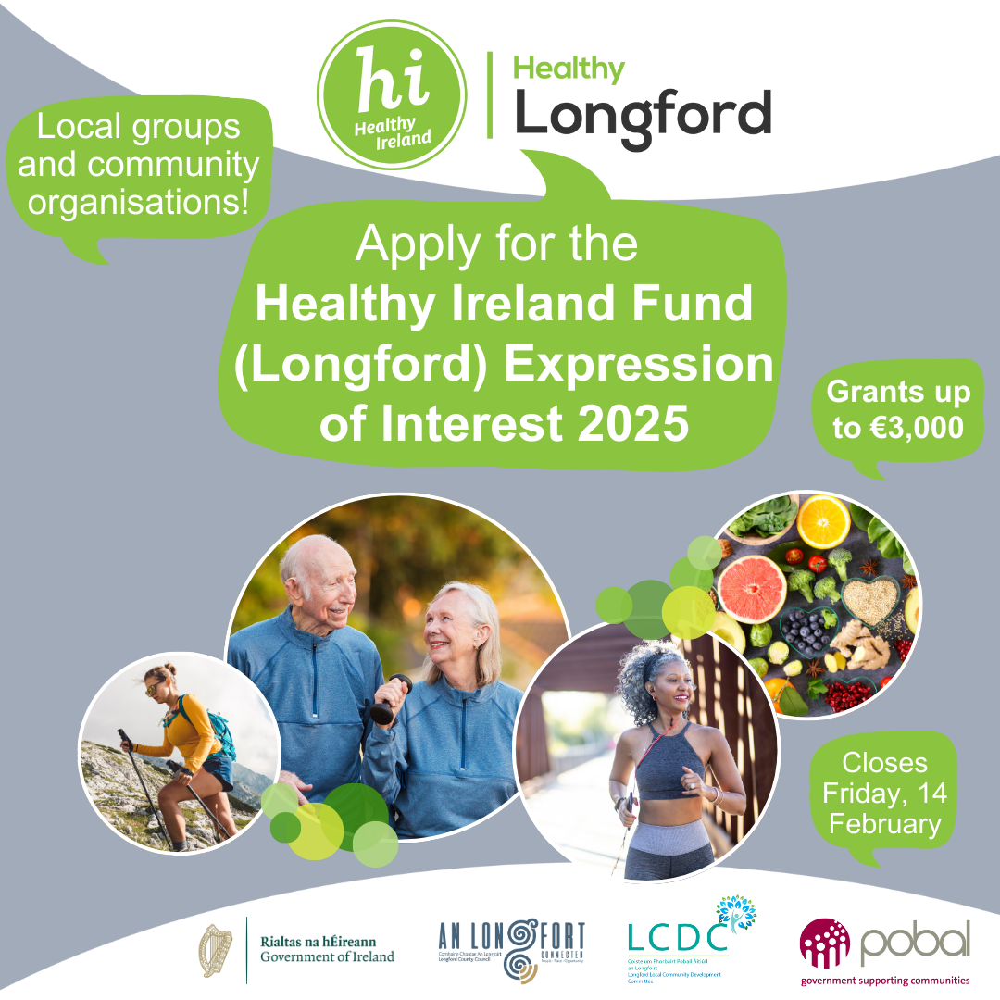 hi
Healthy
Ireland
Healthy
Longford
Local groups
and community
organisations!
Apply for the
Healthy Ireland Fund
(Longford) Expression
of Interest 2025
Grants up
to €3,000
Closes
Friday, 14
February
Rialtas na hÉireann
Government of Ireland
AN LONGFORT
Comhairle Chontae An Longfoirt
Longford County Council
CONNECTED
People · Place · Opportunity
LCDC
Coiste um Fhorbairt Pobail Áitiúil
an Longfoirt
Longford Local Community Development
Committee
pobal
government supporting communities